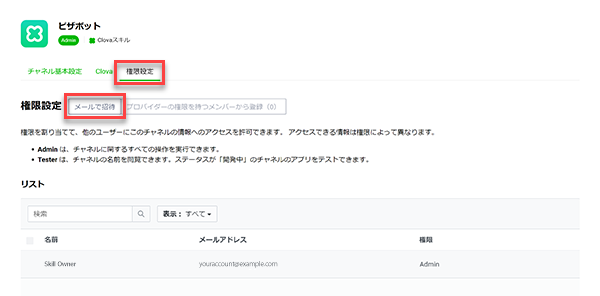 ピザボット
Admin Clovaスキル
チャネル基本設定 Clova 権限設定
権限設定 メールで招待 プロバイダーの権限を持つメンバーから登録（0）
権限を割り当てて、他のユーザーにこのチャネルの情報へのアクセスを許可できます。 アクセスできる情報は権限によって異なります。
• Admin は、チャネルに関するすべての操作を実行できます。
• Tester は、チャネルの名前を閲覧できます。ステータスが「開発中」のチャネルのアプリをテストできます。
リスト
検索 表示： すべて
名前 メールアドレス 権限
Skill Owner youraccount@example.com Admin